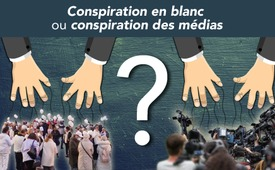 Conspiration en blanc
ou conspiration des médias
?